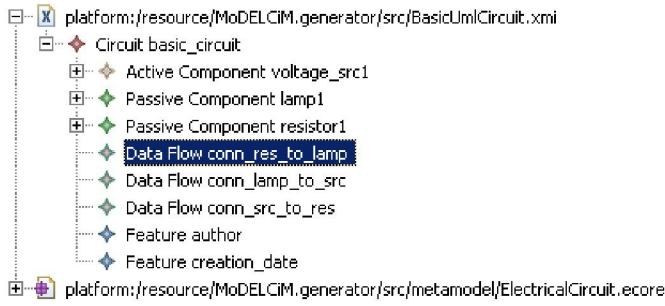 platform:/resource/MoDELCiM.generator/src/BasicUmlCircuit.xmi
Circuit basic_circuit
Active Component voltage_src1
Passive Component lamp1
Passive Component resistor1
Data Flow conn_res_to_lamp
Data Flow conn_lamp_to_src
Data Flow conn_src_to_res
Feature author
Feature creation_date
platform:/resource/MoDELCiM.generator/src/metamodel/ElectricalCircuit.ecore